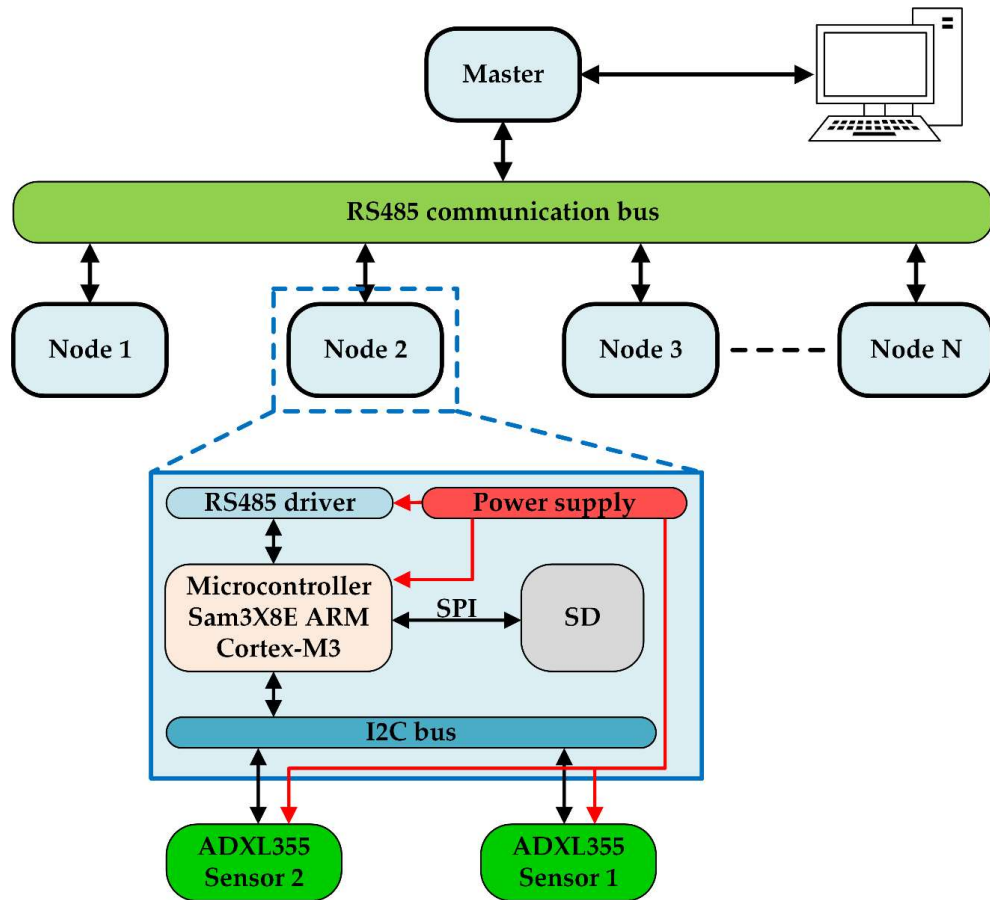 Master
RS485 communication bus
Node 1
Node 2
Node 3
Node N
RS485 driver
Power supply
Microcontroller
Sam3X8E ARM
Cortex-M3
SPI
SD
I2C bus
ADXL355
Sensor 2
ADXL355
Sensor 1